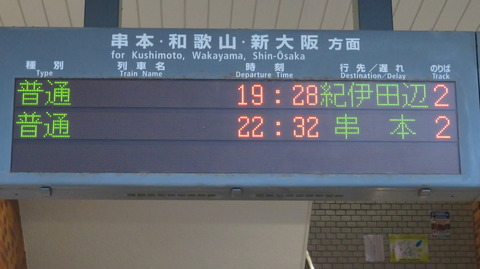 串本・和歌山・新大阪 方面
for Kushimoto, Wakayama, Shin-Osaka
種別 列車名 時刻 行先／遅れ のりば
Type Train Name Departure Time Destination/Delay Track
普通 19:28 紀伊田辺 2
普通 22:32 串本 2